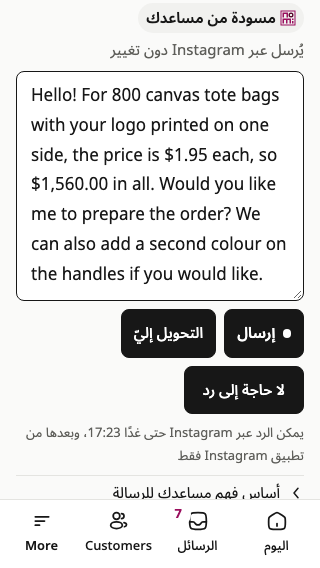 مسودة من مساعدك
يُرسل عبر Instagram دون تغيير
Hello! For 800 canvas tote bags
with your logo printed on one
side, the price is $1.95 each, so
$1,560.00 in all. Would you like
me to prepare the order? We
can also add a second colour on
the handles if you would like.
إرسال
التحويل إليّ
لا حاجة إلى رد
يمكن الرد عبر Instagram حتى غدًا 17:23، وبعدها من
تطبيق Instagram فقط
أساس فهم مساعدك للرسالة
اليوم
الرسائل
7
Customers
More